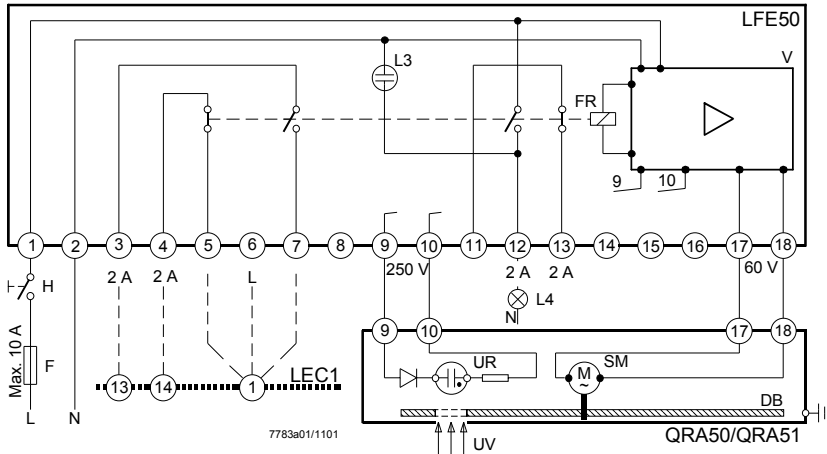 LFE50
V
L3
FR
9 10
1 2 3 4 5 6 7 8 9 10 11 12 13 14 15 16 17 18
2 A 2 A L 250 V 2 A 2 A 60 V
H
L4
N
Max. 10 A
F
9 10 17 18
UR SM
M
~
LEC1
13 14 1
DB
L N
7783a01/1101
UV
QRA50/QRA51